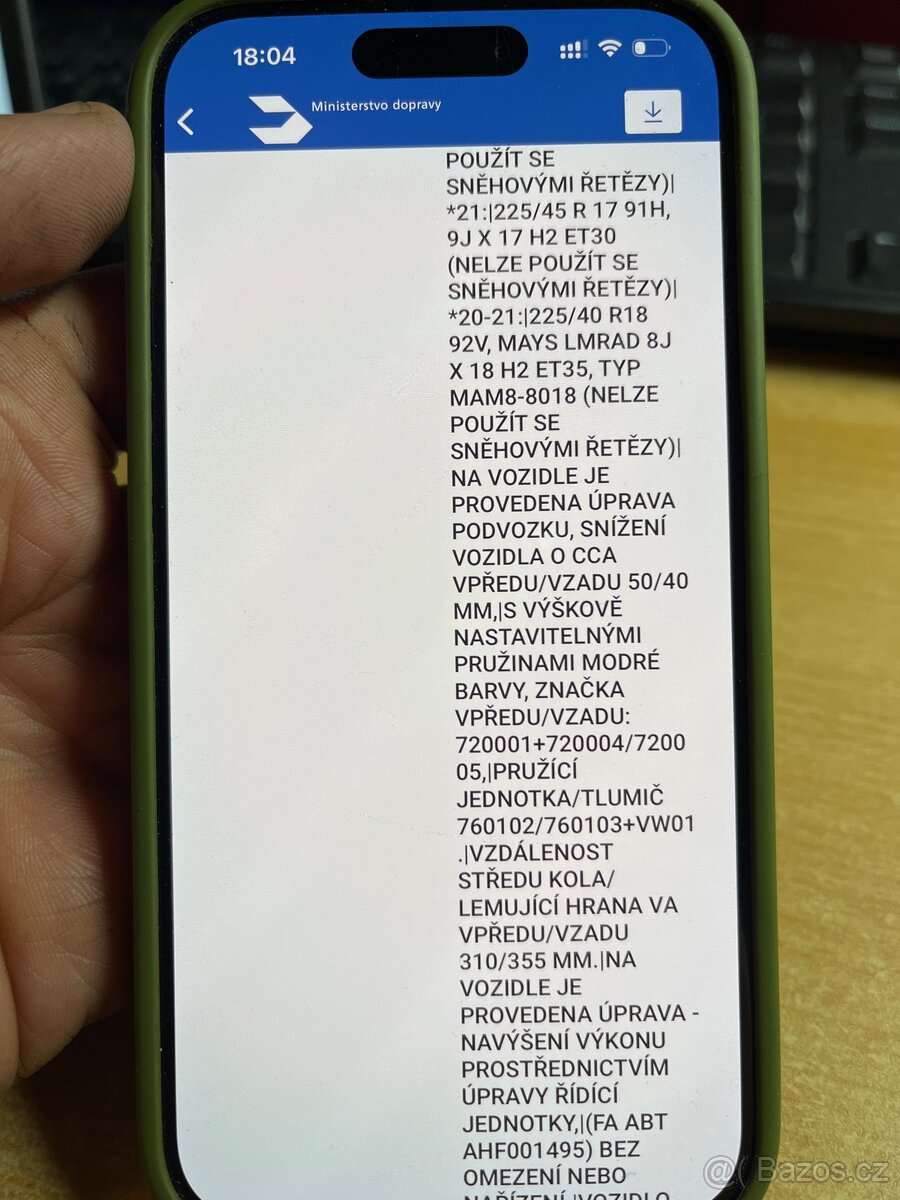 18:04
Ministerstvo dopravy
POUŽÍT SE
SNĚHOVÝMI ŘETĚZY)|
*21:|225/45 R 17 91H,
9J X 17 H2 ET30
(NELZE POUŽÍT SE
SNĚHOVÝMI ŘETĚZY)|
*20-21:|225/40 R18
92V, MAYS LMRAD 8J
X 18 H2 ET35, TYP
MAM8-8018 (NELZE
POUŽÍT SE
SNĚHOVÝMI ŘETĚZY)|
NA VOZIDLE JE
PROVEDENA ÚPRAVA
PODVOZKU, SNÍŽENÍ
VOZIDLA O CCA
VPŘEDU/VZADU 50/40
MM,|S VÝŠKOVĚ
NASTAVITELNÝMI
PRUŽINAMI MODRÉ
BARVY, ZNAČKA
VPŘEDU/VZADU:
720001+720004/7200
05,|PRUŽÍCÍ
JEDNOTKA/TLUMIČ
760102/760103+VW01
.|VZDÁLENOST
STŘEDU KOLA/
LEMUJÍCÍ HRANA VA
VPŘEDU/VZADU
310/355 MM.|NA
VOZIDLE JE
PROVEDENA ÚPRAVA -
NAVÝŠENÍ VÝKONU
PROSTŘEDNICTVÍM
ÚPRAVY ŘÍDÍCÍ
JEDNOTKY,|(FA ABT
AHF001495) BEZ
OMEZENÍ NEBO
NAŘÍZENÍ.|VOZIDLO
@( Bazos.cz